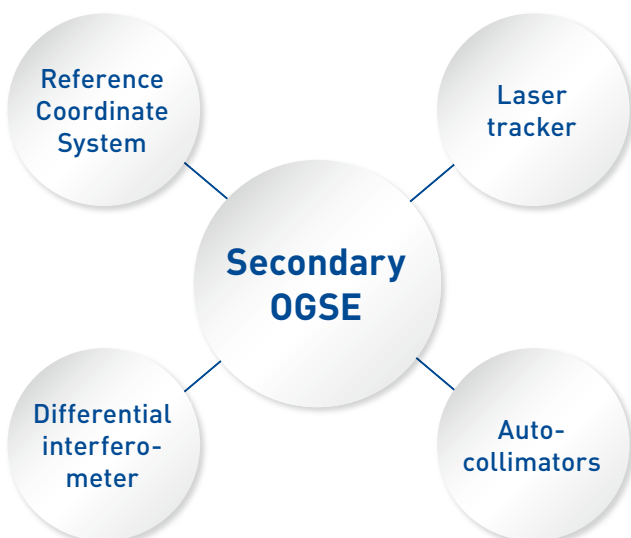 Reference
Coordinate
System
Laser
tracker
Secondary
OGSE
Differential
interfero-
meter
Auto-
collimators